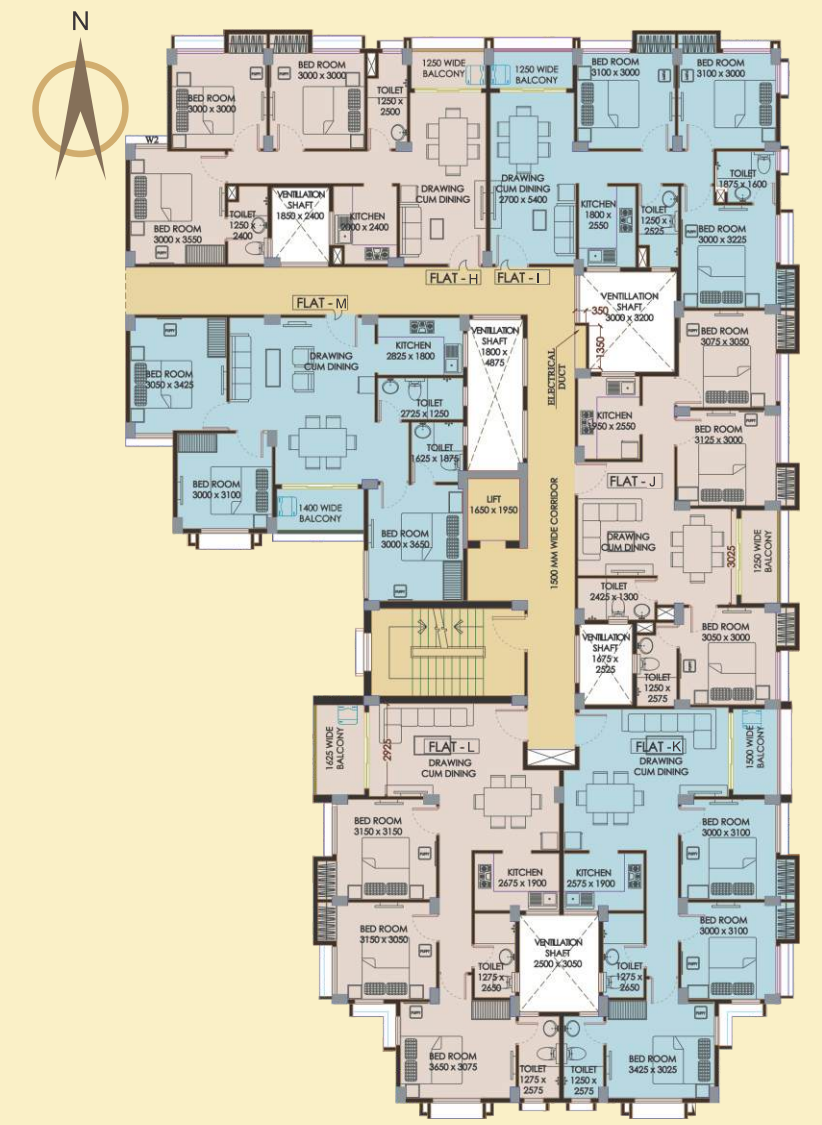 N
BED ROOM
3000 x 3000
BED ROOM
3000 x 3000
TOILET
1250 x
2500
1250 WIDE
BALCONY
1250 WIDE
BALCONY
BED ROOM
3100 x 3000
BED ROOM
3100 x 3000
W2
BED ROOM
3000 x 3550
TOILET
1250 x
2400
VENTILLATION
SHAFT
1850 x 2400
KITCHEN
2000 x 2400
DRAWING
CUM DINING
DRAWING
CUM DINING
2700 x 5400
KITCHEN
1800 x
2550
TOILET
1250 x
2525
TOILET
1875 x 1600
BED ROOM
3000 x 3225
FLAT - H
FLAT - I
FLAT - M
VENTILLATION
SHAFT
3000 x 3200
350
1350
ELECTRICAL
DUCT
BED ROOM
3050 x 3425
DRAWING
CUM DINING
KITCHEN
2825 x 1800
VENTILLATION
SHAFT
1800 x
4875
BED ROOM
3075 x 3050
TOILET
2725 x 1250
TOILET
1625 x 1875
KITCHEN
1950 x 2550
BED ROOM
3125 x 3000
BED ROOM
3000 x 3100
1400 WIDE
BALCONY
BED ROOM
3000 x 3650
LIFT
1650 x 1950
1500 MM WIDE CORRIDOR
FLAT - J
DRAWING
CUM DINING
3025
1250 WIDE
BALCONY
TOILET
2425 x 1300
VENTILLATION
SHAFT
1675 x
2525
TOILET
1250 x
2575
BED ROOM
3050 x 3000
1625 WIDE
BALCONY
2925
FLAT - L
DRAWING
CUM DINING
FLAT - K
DRAWING
CUM DINING
1500 WIDE
BALCONY
BED ROOM
3150 x 3150
KITCHEN
2675 x 1900
KITCHEN
2575 x 1900
BED ROOM
3000 x 3100
BED ROOM
3150 x 3050
TOILET
1275 x
2650
VENTILLATION
SHAFT
2500 x 3050
TOILET
1275 x
2650
BED ROOM
3000 x 3100
BED ROOM
3650 x 3075
TOILET
1275 x
2575
TOILET
1250 x
2575
BED ROOM
3425 x 3025